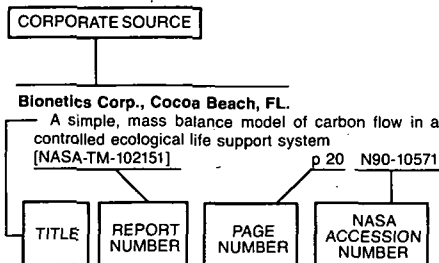 CORPORATE SOURCE
Bionetics Corp., Cocoa Beach, FL.
A simple, mass balance model of carbon flow in a
controlled ecological life support system
[NASA-TM-102151] p 20 N90-10571
TITLE
REPORT
NUMBER
PAGE
NUMBER
NASA
ACCESSION
NUMBER